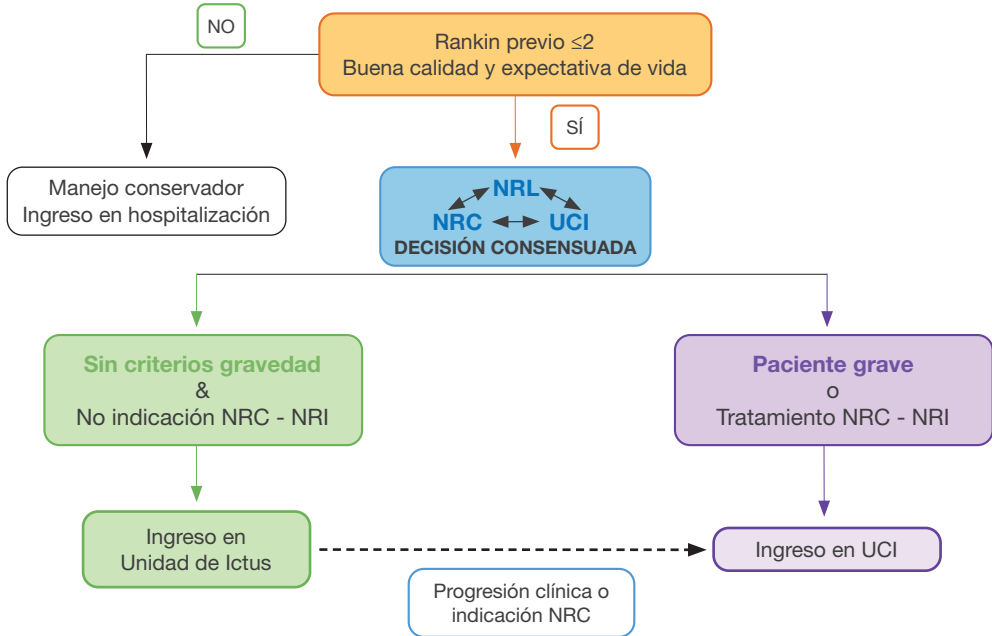 NO
Rankin previo ≤2
Buena calidad y expectativa de vida
SÍ
Manejo conservador
Ingreso en hospitalización
NRL
NRC UCI
DECISIÓN CONSENSUADA
Sin criterios gravedad
&
No indicación NRC - NRI
Paciente grave
o
Tratamiento NRC - NRI
Ingreso en
Unidad de Ictus
Ingreso en UCI
Progresión clínica o
indicación NRC